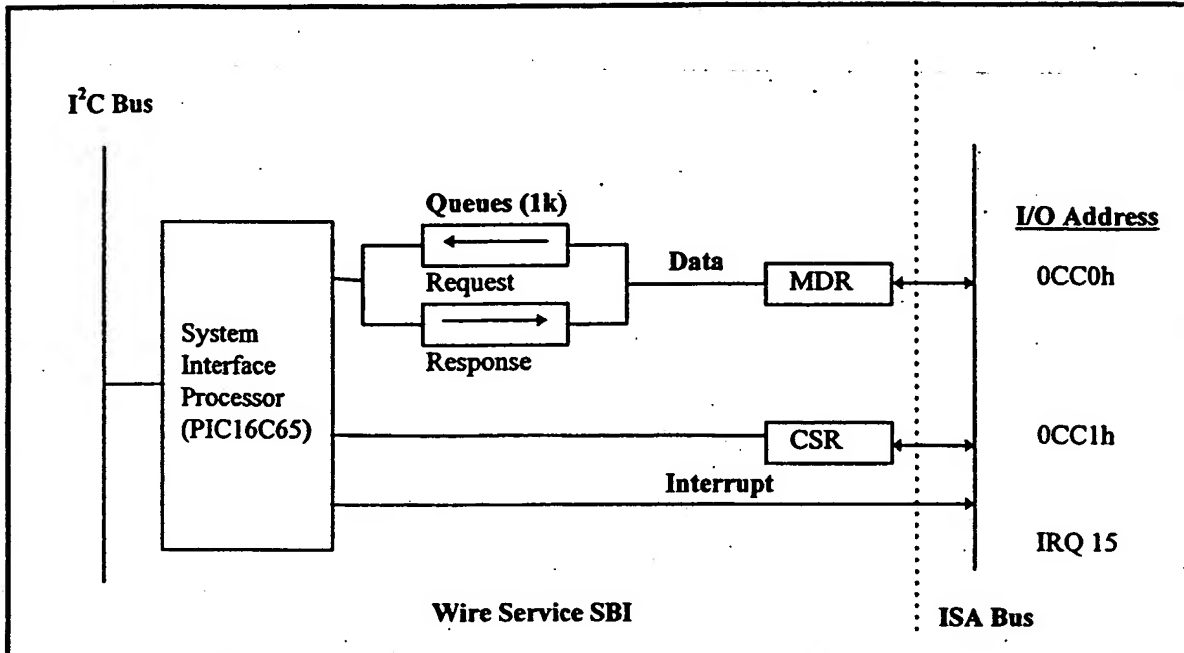 I²C Bus
Queues (1k)
I/O Address
Data
MDR
0CC0h
Request
System
Interface
Processor
(PIC16C65)
Response
CSR
0CC1h
Interrupt
IRQ 15
Wire Service SBI
ISA Bus